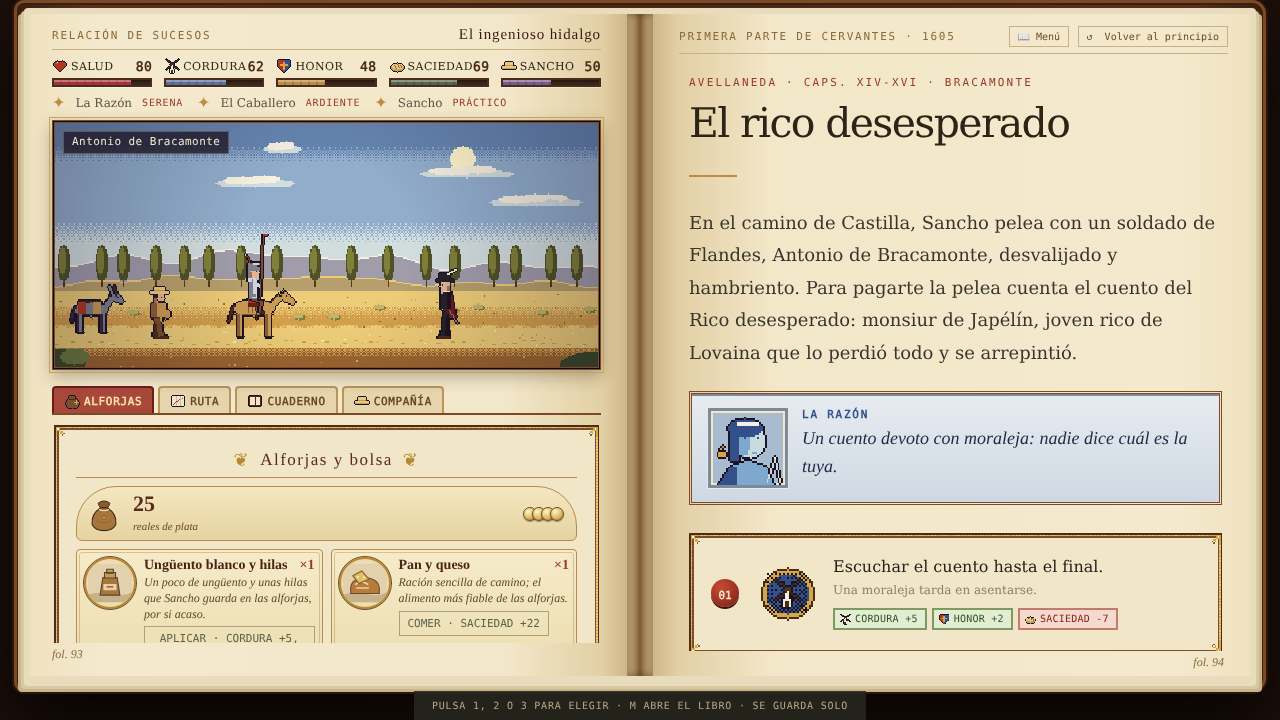 RELACIÓN DE SUCESOS
El ingenioso hidalgo
SALUD 80
CORDURA 62
HONOR 48
SACIEDAD 69
SANCHO 50
La Razón SERENA
El Caballero ARDIENTE
Sancho PRÁCTICO
Antonio de Bracamonte
ALFORJAS
RUTA
CUADERNO
COMPAÑÍA
Alforjas y bolsa
25
reales de plata
Ungüento blanco y hilas ×1
Un poco de ungüento y unas hilas
que Sancho guarda en las alforjas,
por si acaso.
APLICAR · CORDURA +5,
Pan y queso ×1
Ración sencilla de camino; el
alimento más fiable de las alforjas.
COMER · SACIEDAD +22
fol. 93
PRIMERA PARTE DE CERVANTES · 1605
Menú
↺ Volver al principio
AVELLANEDA · CAPS. XIV-XVI · BRACAMONTE
El rico desesperado
En el camino de Castilla, Sancho pelea con un soldado de
Flandes, Antonio de Bracamonte, desvalijado y
hambriento. Para pagarte la pelea cuenta el cuento del
Rico desesperado: monsiur de Japélín, joven rico de
Lovaina que lo perdió todo y se arrepintió.
LA RAZÓN
Un cuento devoto con moraleja: nadie dice cuál es la
tuya.
01
Escuchar el cuento hasta el final.
Una moraleja tarda en asentarse.
CORDURA +5
HONOR +2
SACIEDAD -7
fol. 94
PULSA 1, 2 O 3 PARA ELEGIR · M ABRE EL LIBRO · SE GUARDA SOLO